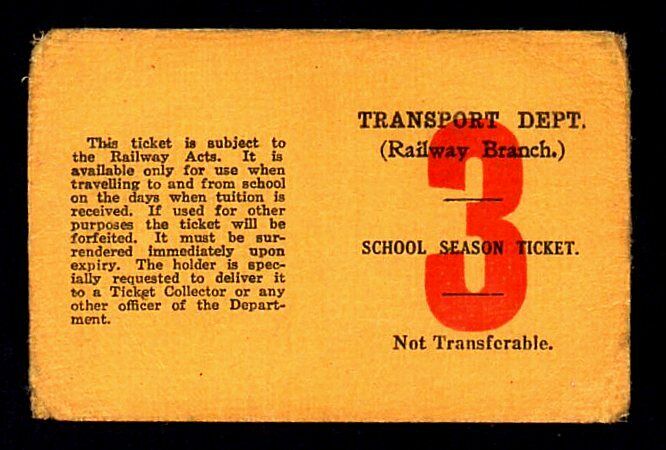 This ticket is subject to
the Railway Acts. It is
available only for use when
travelling to and from school
on the days when tuition is
received. If used for other
purposes the ticket will be
forfeited. It must be sur-
rendered immediately upon
expiry. The holder is spec-
ially requested to deliver it
to a Ticket Collector or any
other officer of the Depart-
ment.
TRANSPORT DEPT.
(Railway Branch.)
3
SCHOOL SEASON TICKET.
Not Transferable.